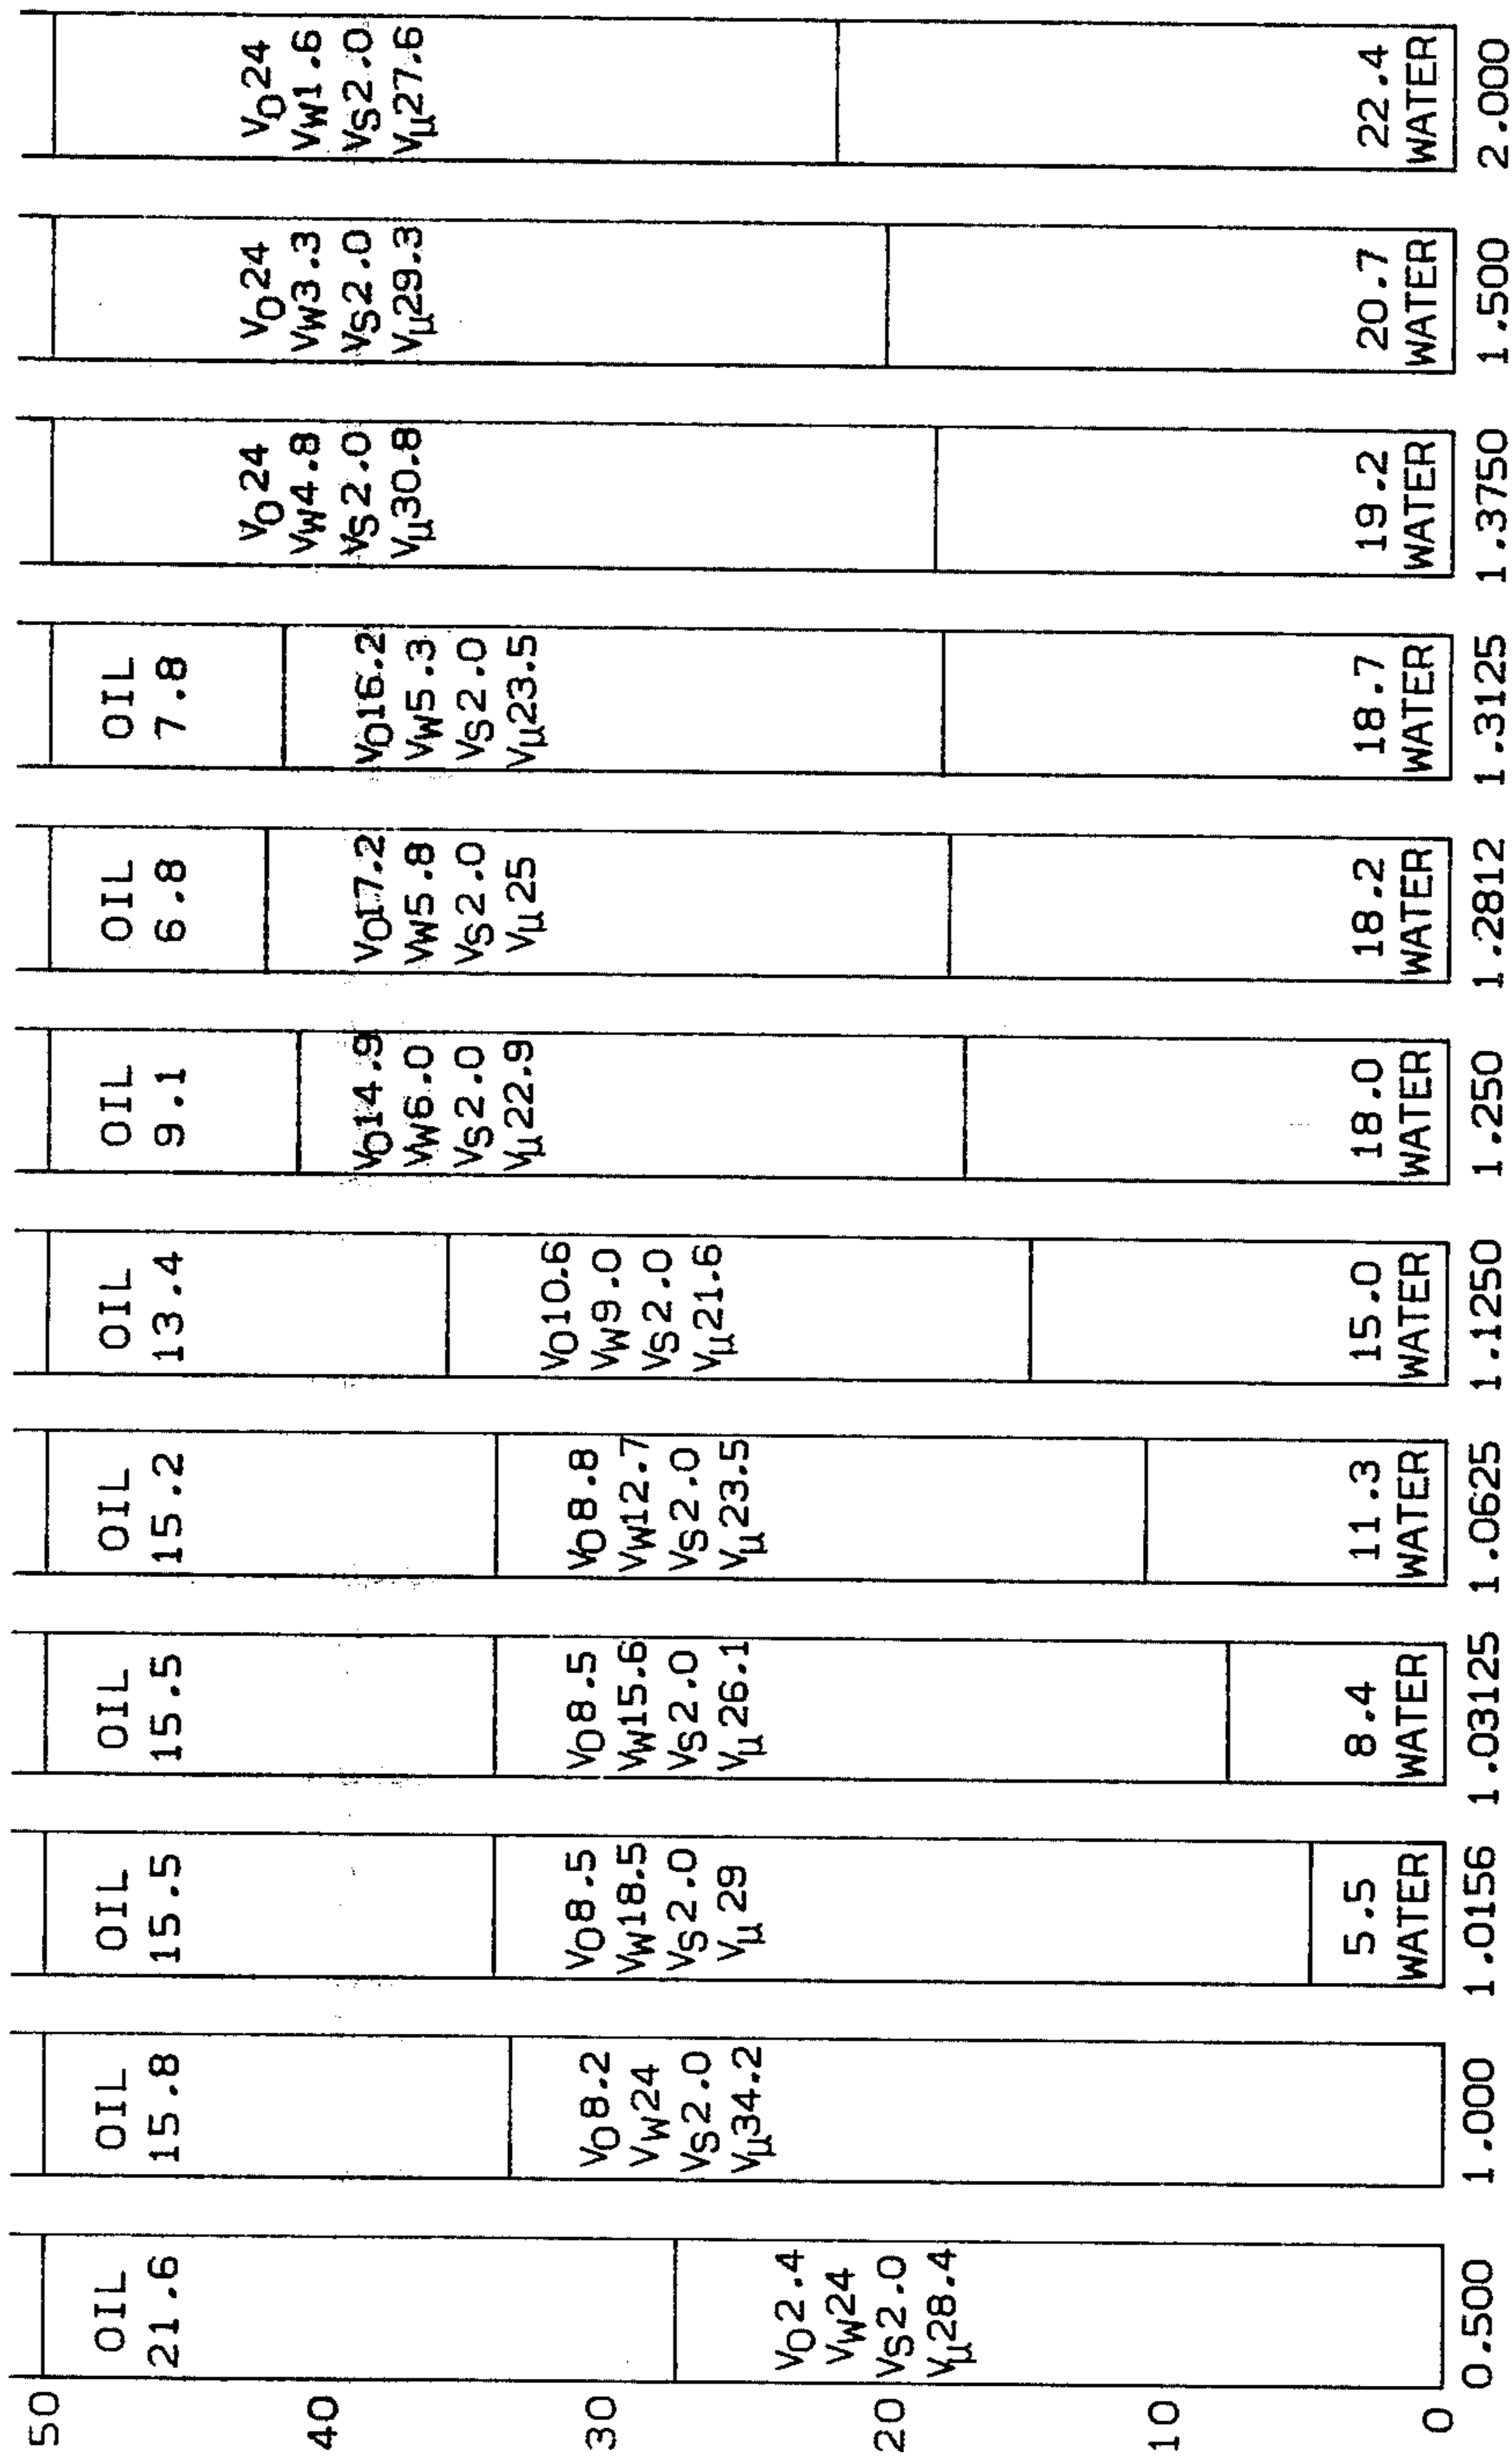 50
40
30
20
10
0
OIL
21.6
VO2.4
VW24
VS2.0
Vµ28.4
0.500
OIL
15.8
VO8.2
VW24
VS2.0
Vµ34.2
1.000
OIL
15.5
VO8.5
VW18.5
VS2.0
Vµ29
5.5
WATER
1.0156
OIL
15.5
VO8.5
VW15.6
VS2.0
Vµ26.1
8.4
WATER
1.03125
OIL
15.2
VO8.8
VW12.7
VS2.0
Vµ23.5
11.3
WATER
1.0625
OIL
13.4
VO10.6
VW9.0
VS2.0
Vµ21.6
15.0
WATER
1.1250
OIL
9.1
VO14.9
VW6.0
VS2.0
Vµ22.9
18.0
WATER
1.250
OIL
6.8
VO17.2
VW5.8
VS2.0
Vµ25
18.2
WATER
1.2812
OIL
7.8
VO16.2
VW5.3
VS2.0
Vµ23.5
18.7
WATER
1.3125
VO24
VW4.8
VS2.0
Vµ30.8
19.2
WATER
1.3750
VO24
VW3.3
VS2.0
Vµ29.3
20.7
WATER
1.500
VO24
VW1.6
VS2.0
Vµ27.6
22.4
WATER
2.000